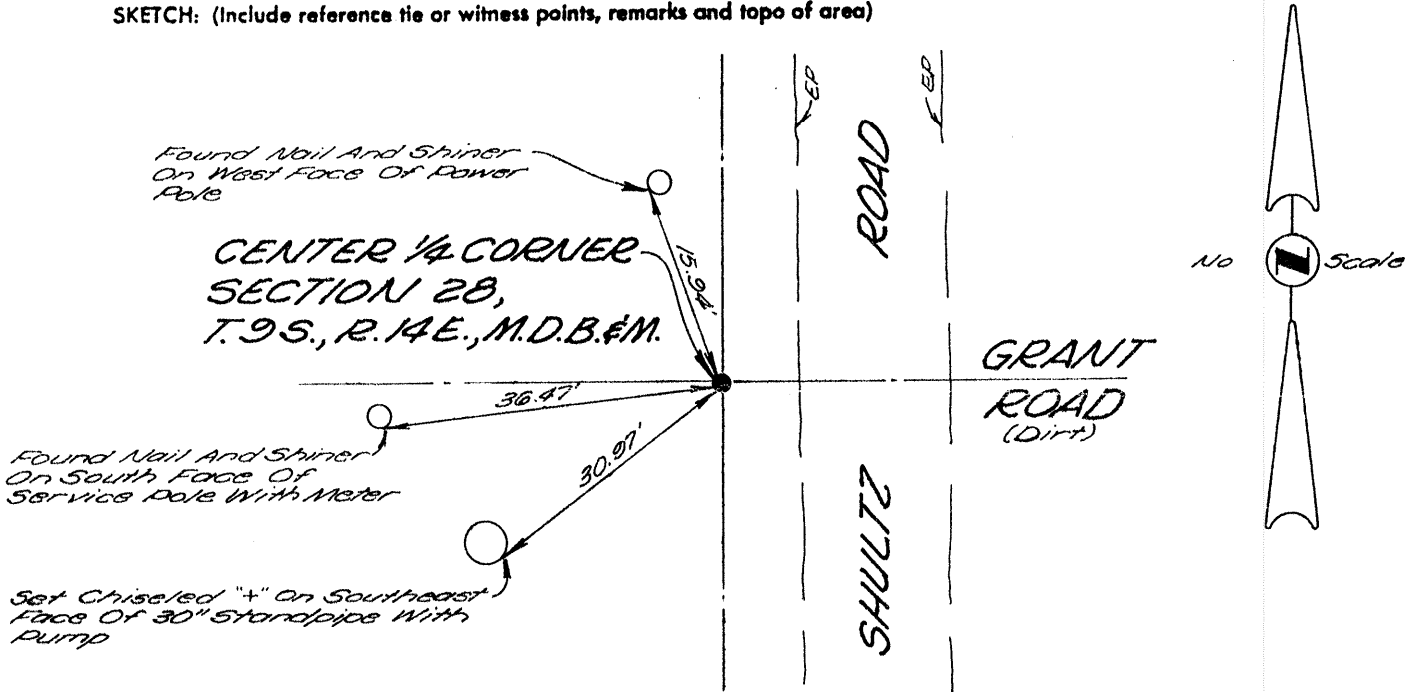 SKETCH: (Include reference tie or witness points, remarks and topo of area)
EP
EP
Found Nail And Shiner
On West Face Of Power
Pole
ROAD
15.94'
CENTER 1/4 CORNER
SECTION 28,
T.9S., R.14E., M.D.B.&M.
No
Scale
GRANT
ROAD
(Dirt)
36.47'
Found Nail And Shiner
On South Face Of
Service Pole With Meter
30.97'
SHULTZ
Set Chiseled "+" On Southeast
Face Of 30" Standpipe With
Pump